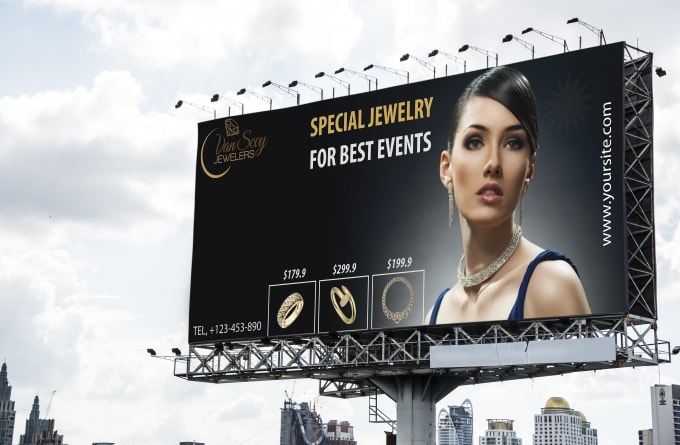 Van Scoy
JEWELERS
SPECIAL JEWELRY
FOR BEST EVENTS
www.yoursite.com
$179.9
$299.9
$199.9
TEL, +123-453-890